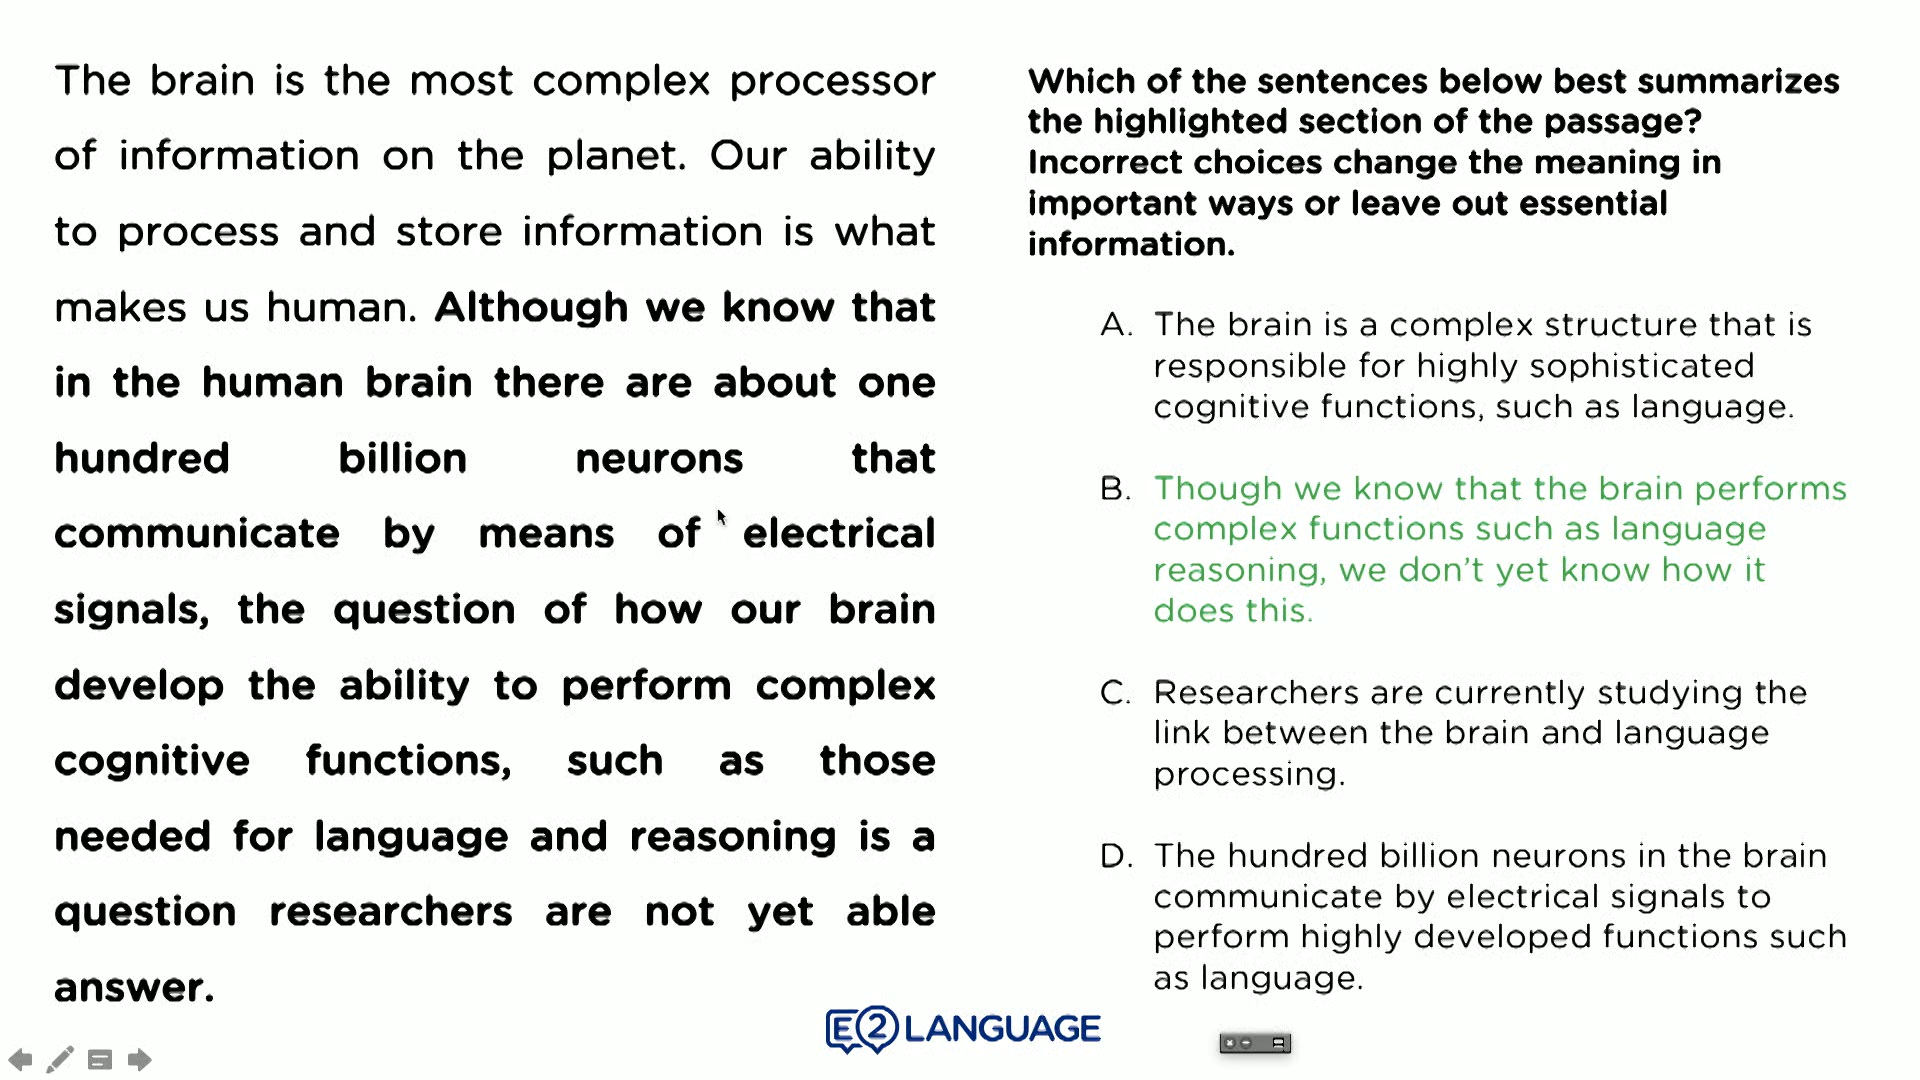 The brain is the most complex processor
of information on the planet. Our ability
to process and store information is what
makes us human. Although we know that
in the human brain there are about one
hundred billion neurons that
communicate by means of electrical
signals, the question of how our brain
develop the ability to perform complex
cognitive functions, such as those
needed for language and reasoning is a
question researchers are not yet able
answer.
Which of the sentences below best summarizes
the highlighted section of the passage?
Incorrect choices change the meaning in
important ways or leave out essential
information.
A. The brain is a complex structure that is
responsible for highly sophisticated
cognitive functions, such as language.
B. Though we know that the brain performs
complex functions such as language
reasoning, we don't yet know how it
does this.
C. Researchers are currently studying the
link between the brain and language
processing.
D. The hundred billion neurons in the brain
communicate by electrical signals to
perform highly developed functions such
as language.
E2 LANGUAGE